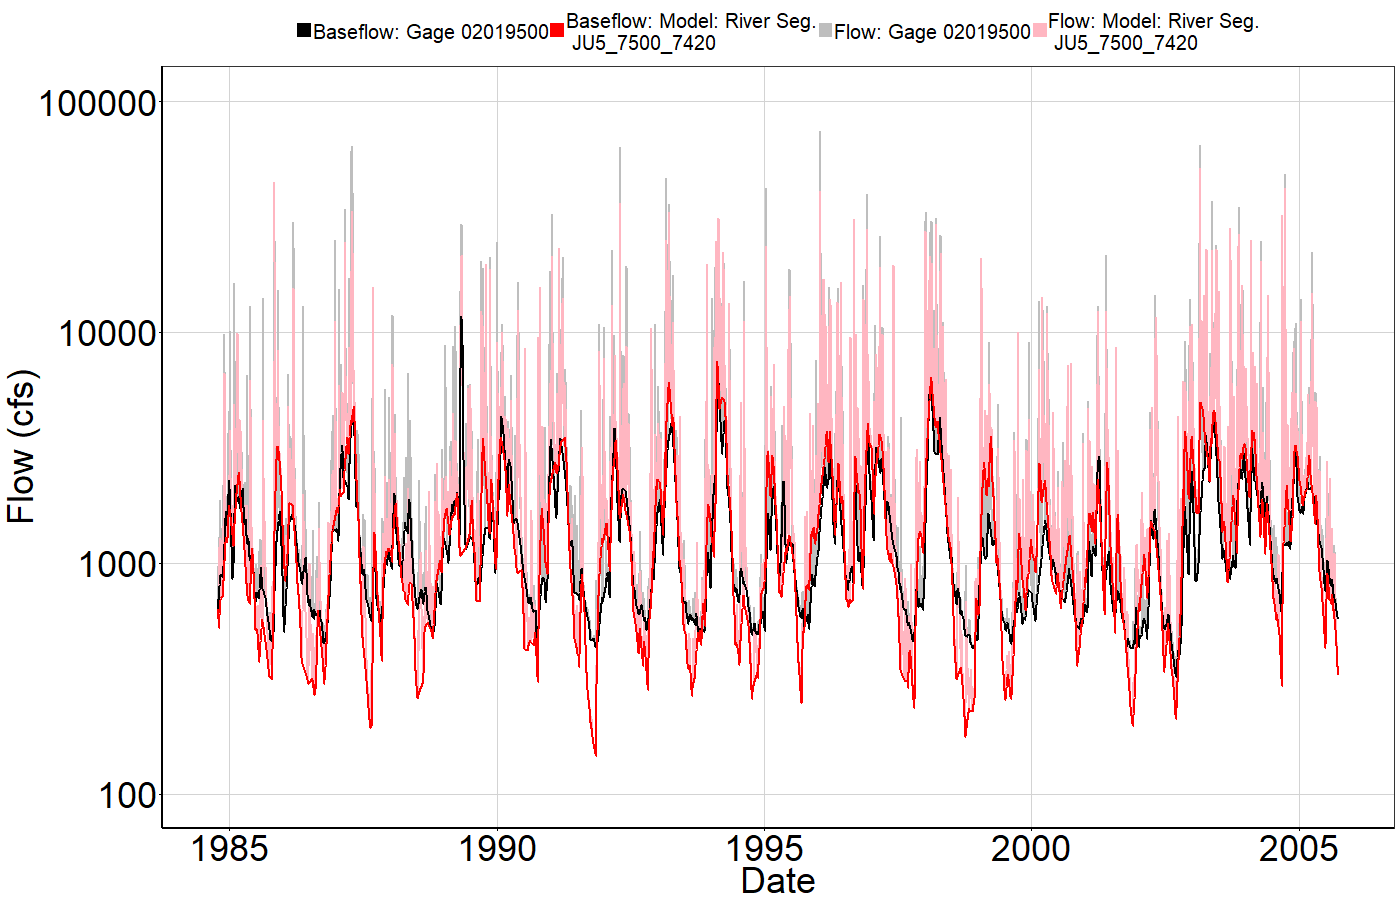 Baseflow: Gage 02019500
Baseflow: Model: River Seg.
JU5_7500_7420
Flow: Gage 02019500
Flow: Model: River Seg.
JU5_7500_7420
Flow (cfs)
100000
10000
1000
100
1985 1990 1995 2000 2005
Date